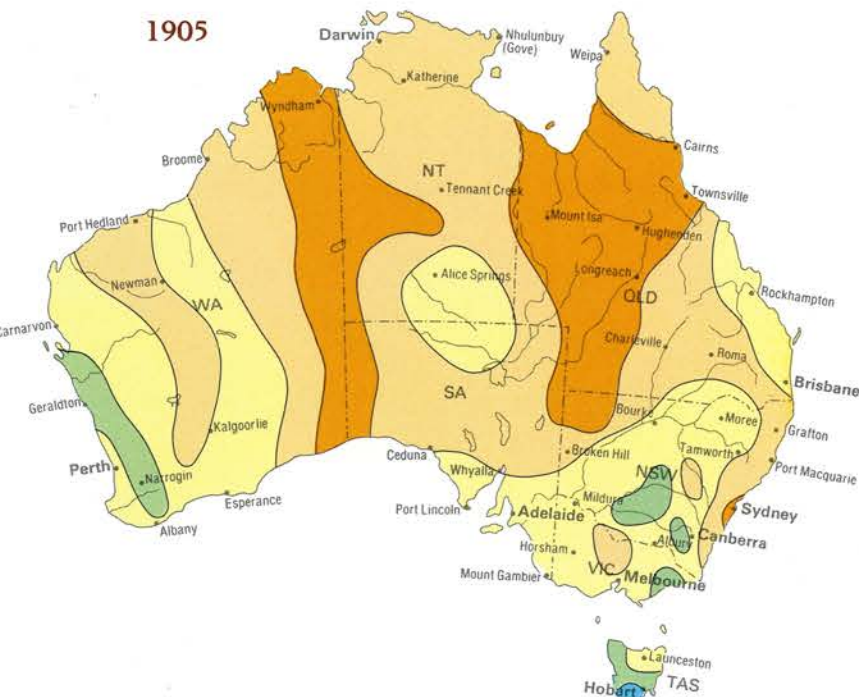 1905
Darwin
Nhulunbuy
(Gove)
Weipa
Katherine
Wyndham
Cairns
Broome
NT
Tennant Creek
Townsville
Port Hedland
Mount Isa
Hughenden
Newman
WA
Alice Springs
Longreach
QLD
Rockhampton
Carnarvon
Charleville
Roma
Brisbane
SA
Geraldton
Bourke
Moree
Kalgoorlie
Grafton
Ceduna
Broken Hill
Tamworth
Perth
Whyalla
NSW
Port Macquarie
Narrogin
Esperance
Port Lincoln
Adelaide
Mildura
Sydney
Albany
Albury
Canberra
Horsham
VIC
Mount Gambier
Melbourne
Launceston
Hobart
TAS